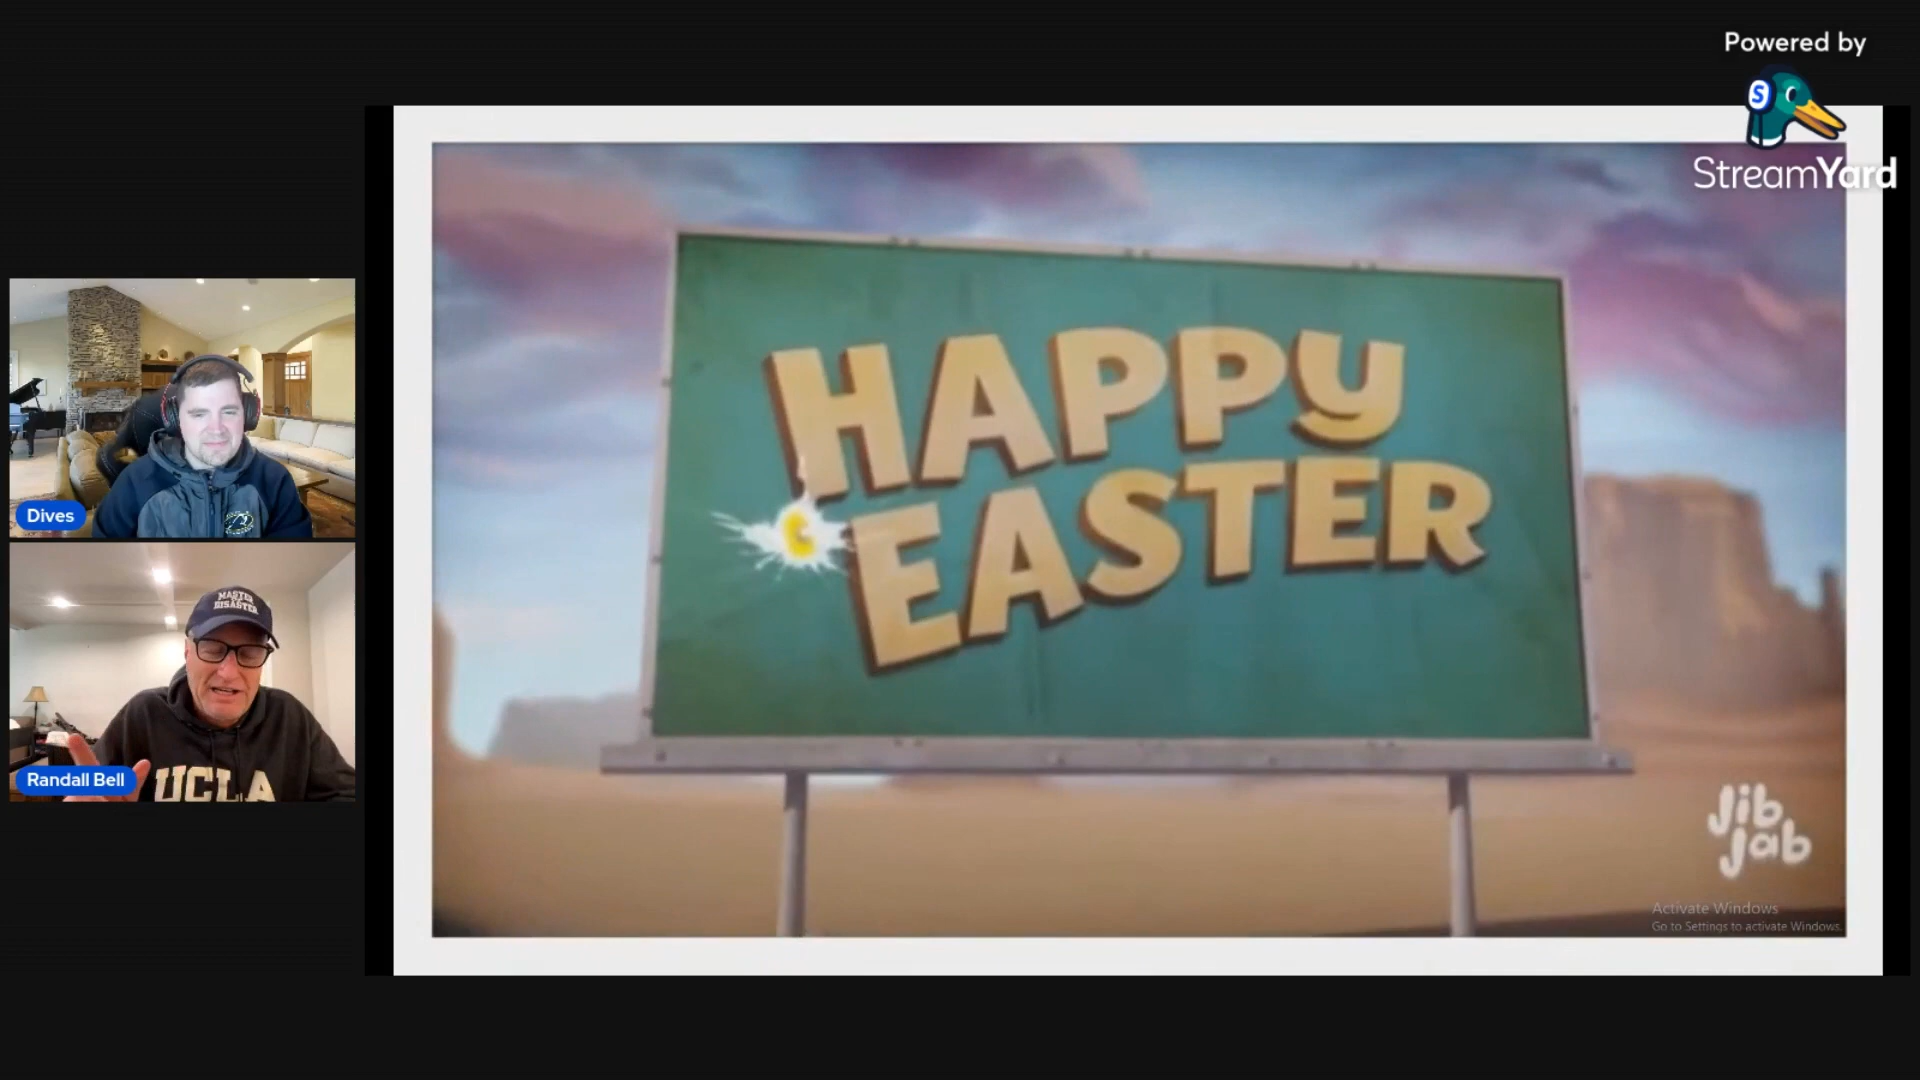 Powered by
StreamYard
HAPPY
EASTER
Jib
Jab
Activate Windows
Go to Settings to activate Windows.
Dives
MASTER
DISASTER
UCLA
Randall Bell